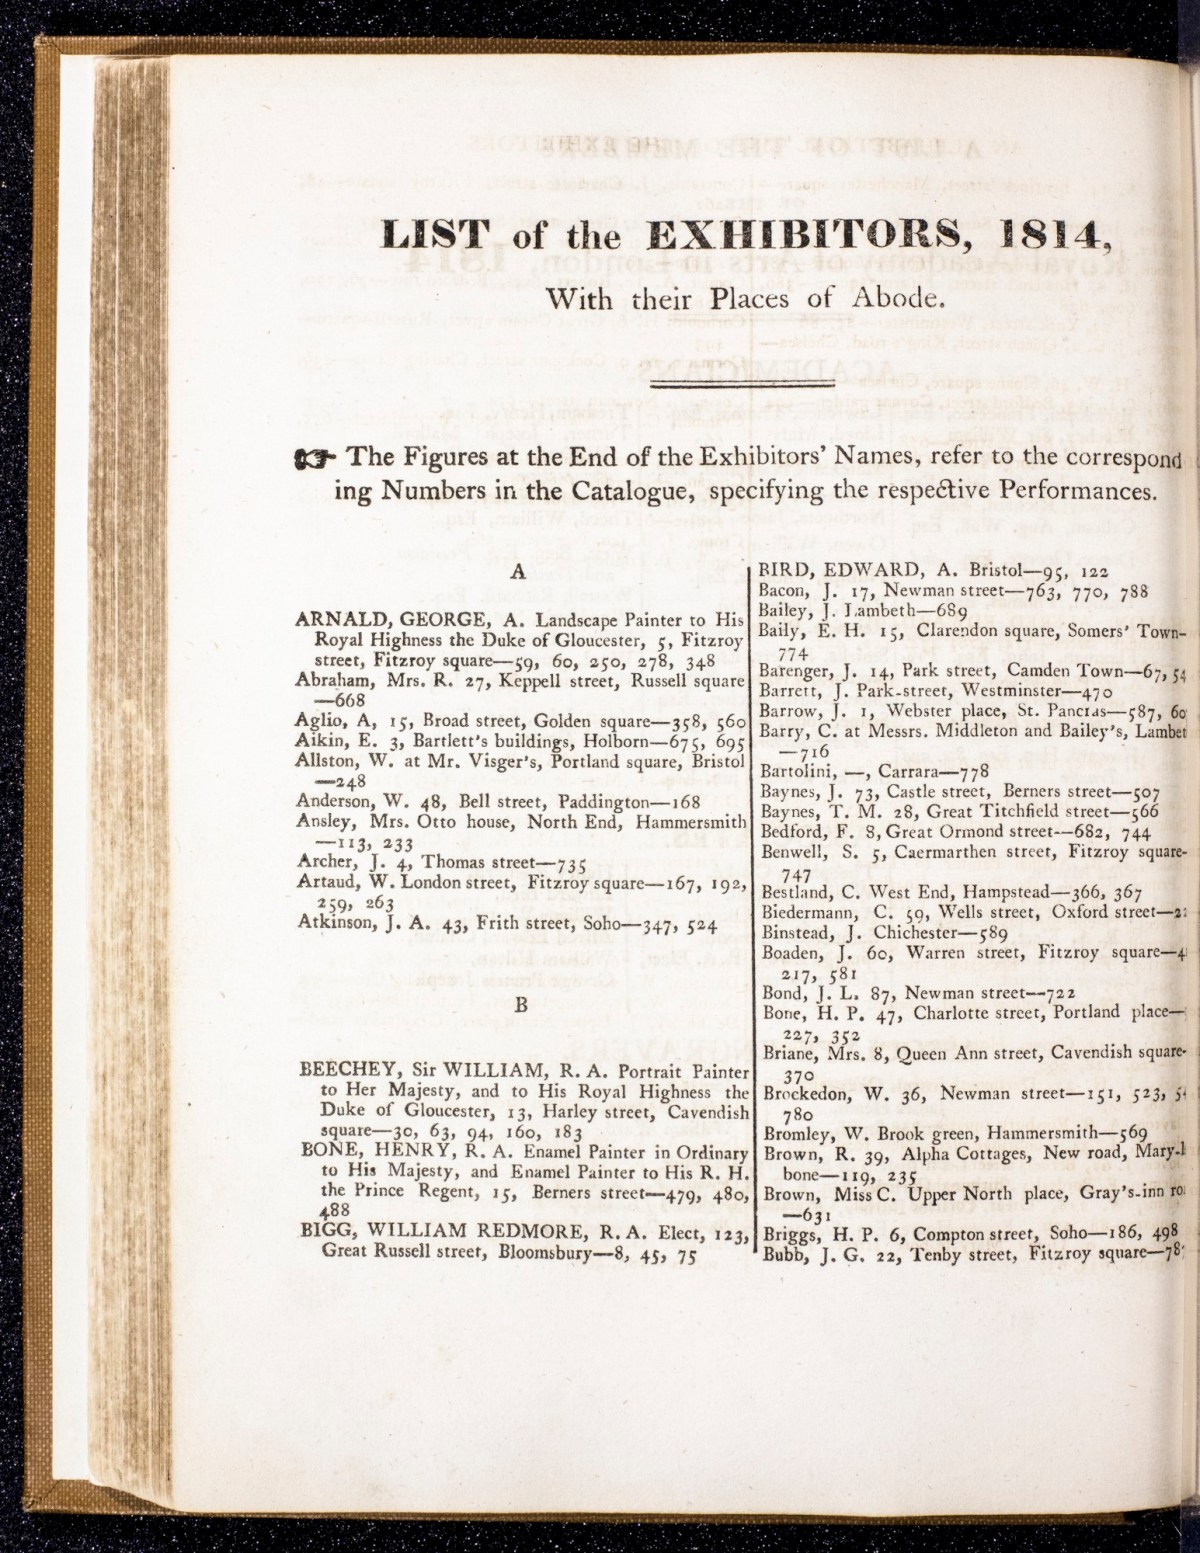 LIST of the EXHIBITORS, 1814,
With their Places of Abode.
☞ The Figures at the End of the Exhibitors' Names, refer to the correspond
ing Numbers in the Catalogue, specifying the respective Performances.
A
ARNALD, GEORGE, A. Landscape Painter to His
Royal Highness the Duke of Gloucester, 5, Fitzroy
street, Fitzroy square—59, 60, 250, 278, 348
Abraham, Mrs. R. 27, Keppell street, Russell square
—668
Aglio, A, 15, Broad street, Golden square—358, 560
Aikin, E. 3, Bartlett's buildings, Holborn—675, 695
Allston, W. at Mr. Visger's, Portland square, Bristol
—248
Anderson, W. 48, Bell street, Paddington—168
Ansley, Mrs. Otto house, North End, Hammersmith
—113, 233
Archer, J. 4, Thomas street—735
Artaud, W. London street, Fitzroy square—167, 192,
259, 263
Atkinson, J. A. 43, Frith street, Soho—347, 524
B
BEECHEY, Sir WILLIAM, R. A. Portrait Painter
to Her Majesty, and to His Royal Highness the
Duke of Gloucester, 13, Harley street, Cavendish
square—30, 63, 94, 160, 183
BONE, HENRY, R. A. Enamel Painter in Ordinary
to His Majesty, and Enamel Painter to His R. H.
the Prince Regent, 15, Berners street—479, 480,
488
BIGG, WILLIAM REDMORE, R. A. Elect, 123,
Great Russell street, Bloomsbury—8, 45, 75
BIRD, EDWARD, A. Bristol—95, 122
Bacon, J. 17, Newman street—763, 770, 788
Bailey, J. Lambeth—689
Baily, E. H. 15, Clarendon square, Somers' Town-
774
Barenger, J. 14, Park street, Camden Town—67, 54
Barrett, J. Park-street, Westminster—470
Barrow, J. 1, Webster place, St. Pancras—587, 60
Barry, C. at Messrs. Middleton and Bailey's, Lambet
—716
Bartolini, —, Carrara—778
Baynes, J. 73, Castle street, Berners street—507
Baynes, T. M. 28, Great Titchfield street—566
Bedford, F. 8, Great Ormond street—682, 744
Benwell, S. 5, Caermarthen street, Fitzroy square-
747
Bestland, C. West End, Hampstead—366, 367
Biedermann, C. 59, Wells street, Oxford street—2
Binstead, J. Chichester—589
Boaden, J. 60, Warren street, Fitzroy square—4
217, 581
Bond, J. L. 87, Newman street—722
Bone, H. P. 47, Charlotte street, Portland place—
227, 352
Briane, Mrs. 8, Queen Ann street, Cavendish square-
370
Brockedon, W. 36, Newman street—151, 523, 5
780
Bromley, W. Brook green, Hammersmith—569
Brown, R. 39, Alpha Cottages, New road, Mary-l
bone—119, 235
Brown, Miss C. Upper North place, Gray's-inn ro
—631
Briggs, H. P. 6, Compton street, Soho—186, 498
Bubb, J. G. 22, Tenby street, Fitzroy square—78